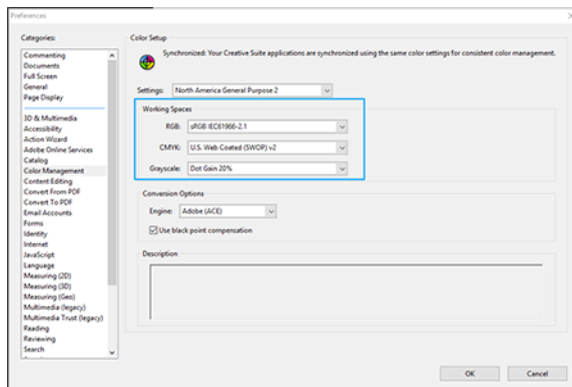 Preferences
Categories:
Commenting
Documents
Full Screen
General
Page Display
3D & Multimedia
Accessibility
Action Wizard
Adobe Online Services
Catalog
Color Management
Content Editing
Convert From PDF
Convert To PDF
Email Accounts
Forms
Identity
Internet
JavaScript
Language
Measuring (2D)
Measuring (3D)
Measuring (Geo)
Multimedia (legacy)
Multimedia Trust (legacy)
Reading
Reviewing
Search
Color Setup
Synchronized: Your Creative Suite applications are synchronized using the same color settings for consistent color management.
Settings: North America General Purpose 2
Working Spaces
RGB: sRGB IEC61966-2.1
CMYK: U.S. Web Coated (SWOP) v2
Grayscale: Dot Gain 20%
Conversion Options
Engine: Adobe (ACE)
Use black point compensation
Description
OK Cancel